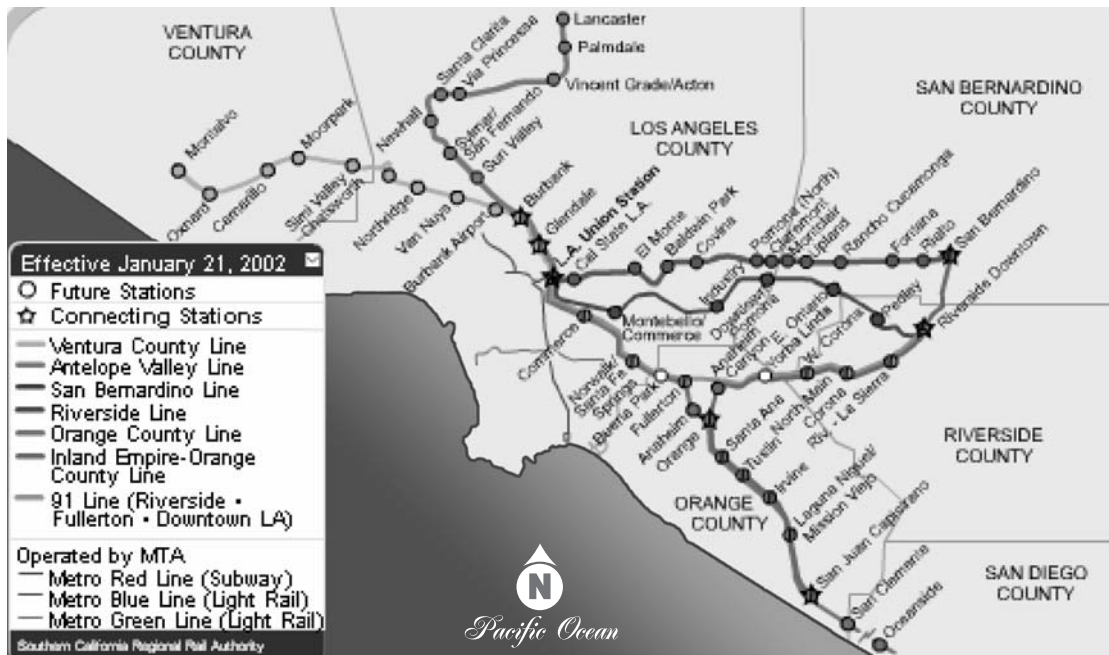 VENTURA
COUNTY
Lancaster
Palmdale
Vincent Grade/Acton
Santa Clarita
Via Princessa
SAN BERNARDINO
COUNTY
LOS ANGELES
COUNTY
Newhall
Sylmar/
San Fernando
Sun Valley
Burbank
Glendale
L.A. Union Station
Cal State L.A.
El Monte
Baldwin Park
Covina
Pomona (North)
Claremont
Montclair
Upland
Rancho Cucamonga
Fontana
Rialto
San Bernardino
Riverside Downtown
Montalvo
Oxnard
Camarillo
Moorpark
Simi Valley
Chatsworth
Northridge
Van Nuys
Burbank Airport
Effective January 21, 2002
Future Stations
Connecting Stations
Ventura County Line
Antelope Valley Line
San Bernardino Line
Riverside Line
Orange County Line
Inland Empire-Orange
County Line
91 Line (Riverside •
Fullerton • Downtown LA)
Operated by MTA
Metro Red Line (Subway)
Metro Blue Line (Light Rail)
Metro Green Line (Light Rail)
Southern California Regional Rail Authority
Commerce
Montebello/
Commerce
Industry
Downtown
Pomona
E. Ontario
Pedley
Norwalk/
Santa Fe
Springs
Buena Park
Fullerton
Anaheim
Canyon
Yorba Linda
W. Corona
North Main
Corona
Riv. - La Sierra
Anaheim
Orange
Santa Ana
Tustin
Irvine
Laguna Niguel/
Mission Viejo
San Juan Capistrano
San Clemente
Oceanside
RIVERSIDE
COUNTY
ORANGE
COUNTY
SAN DIEGO
COUNTY
N
Pacific Ocean